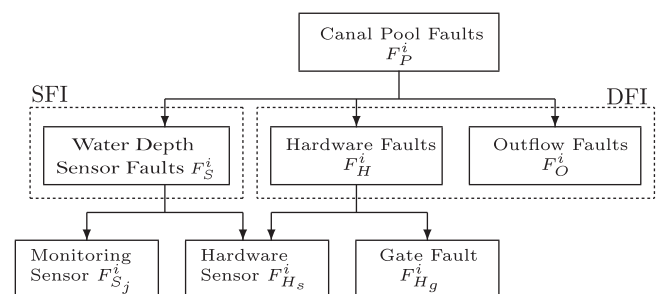 Canal Pool Faults
F_P^i
SFI
DFI
Water Depth
Sensor Faults F_S^i
Hardware Faults
F_H^i
Outflow Faults
F_O^i
Monitoring
Sensor F_{S_j}^i
Hardware
Sensor F_{H_s}^i
Gate Fault
F_{H_g}^i